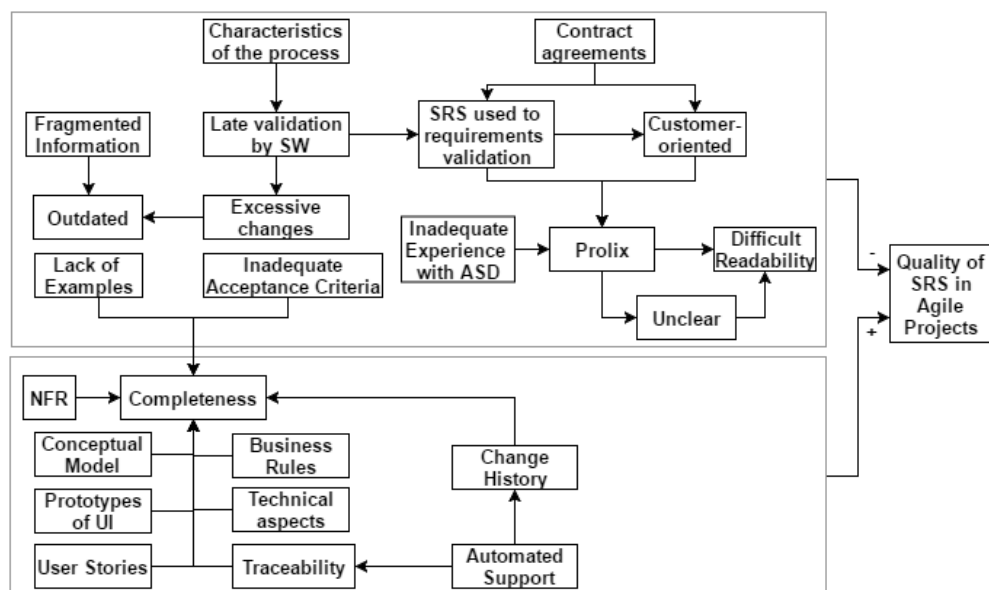 Characteristics
of the process
Contract
agreements
Fragmented
Information
Late validation
by SW
SRS used to
requirements
validation
Customer-
oriented
Outdated
Excessive
changes
Inadequate
Experience
with ASD
Prolix
Difficult
Readability
Lack of
Examples
Inadequate
Acceptance Criteria
Unclear
-
+
Quality of
SRS in
Agile
Projects
NFR
Completeness
Conceptual
Model
Business
Rules
Change
History
Prototypes
of UI
Technical
aspects
User Stories
Traceability
Automated
Support